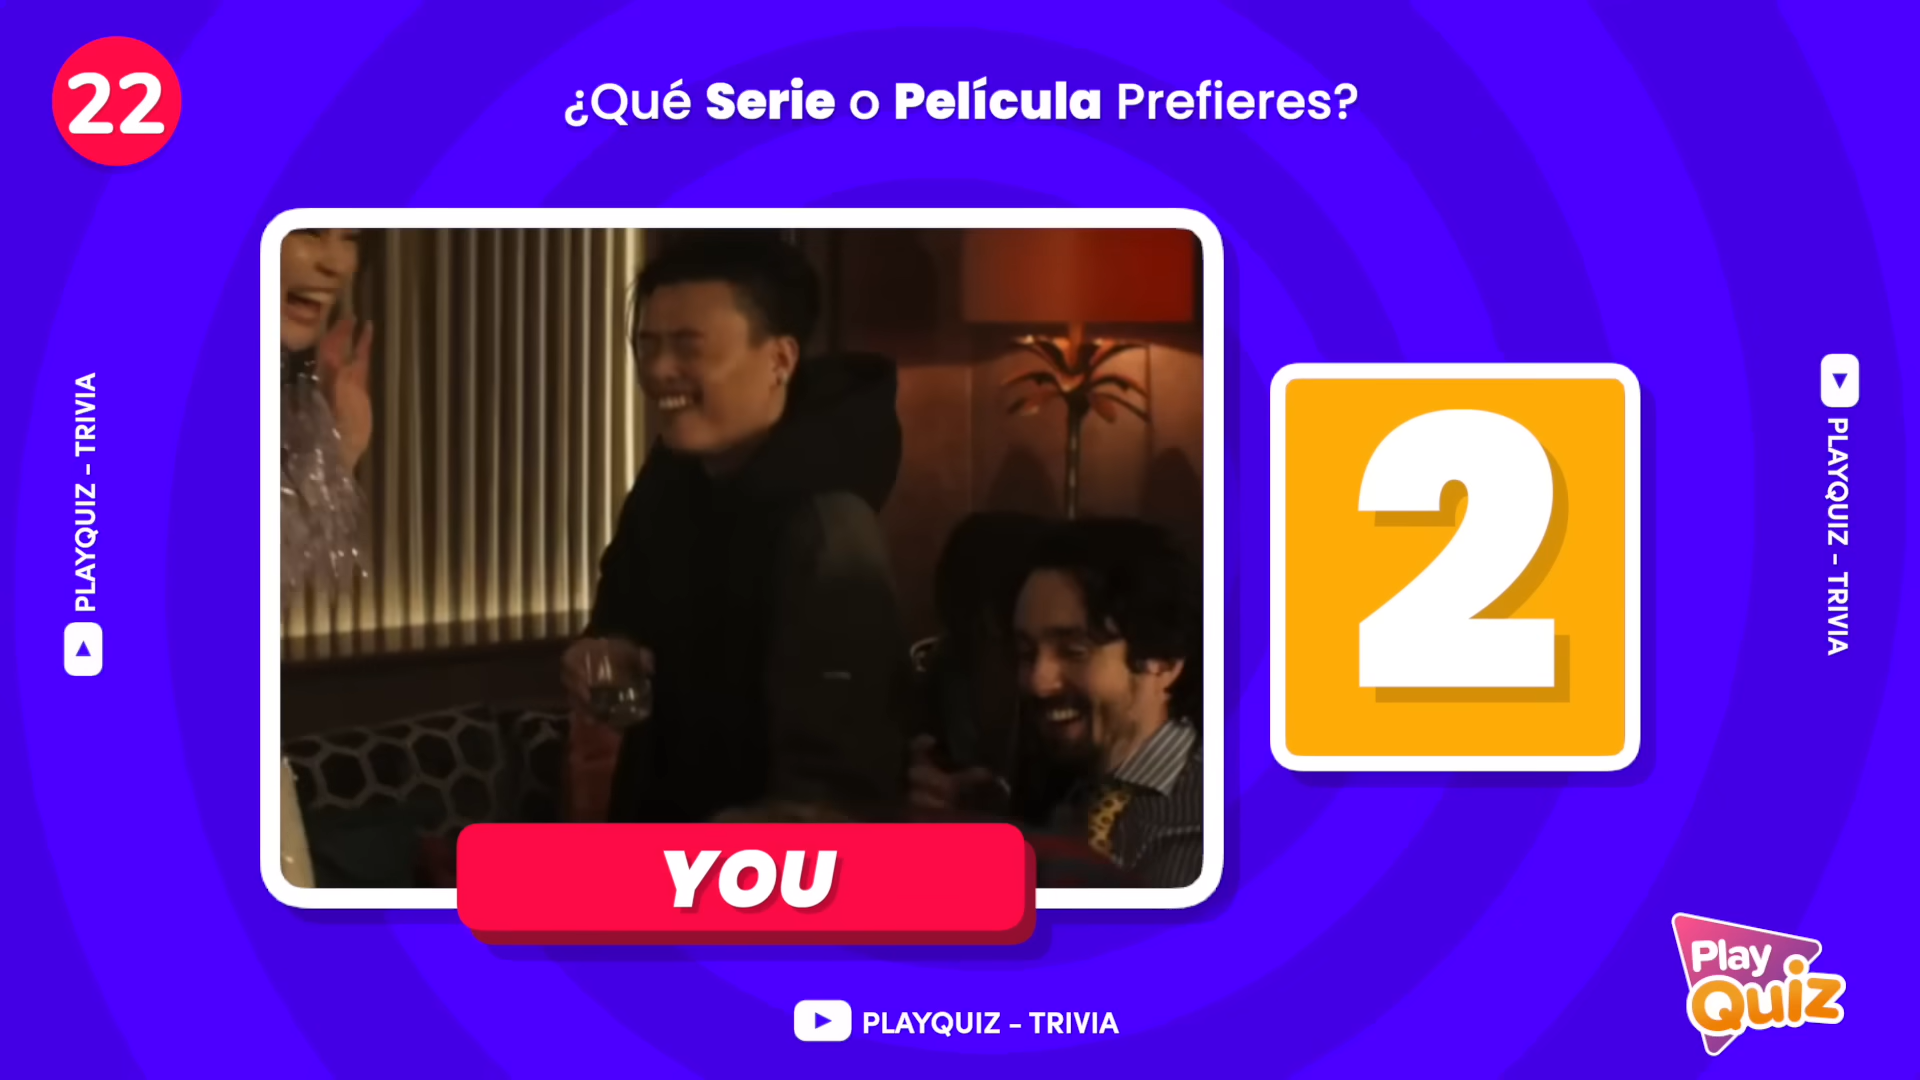 22
¿Qué Serie o Película Prefieres?
PLAYQUIZ - TRIVIA
2
PLAYQUIZ - TRIVIA
YOU
Play
Quiz
PLAYQUIZ - TRIVIA